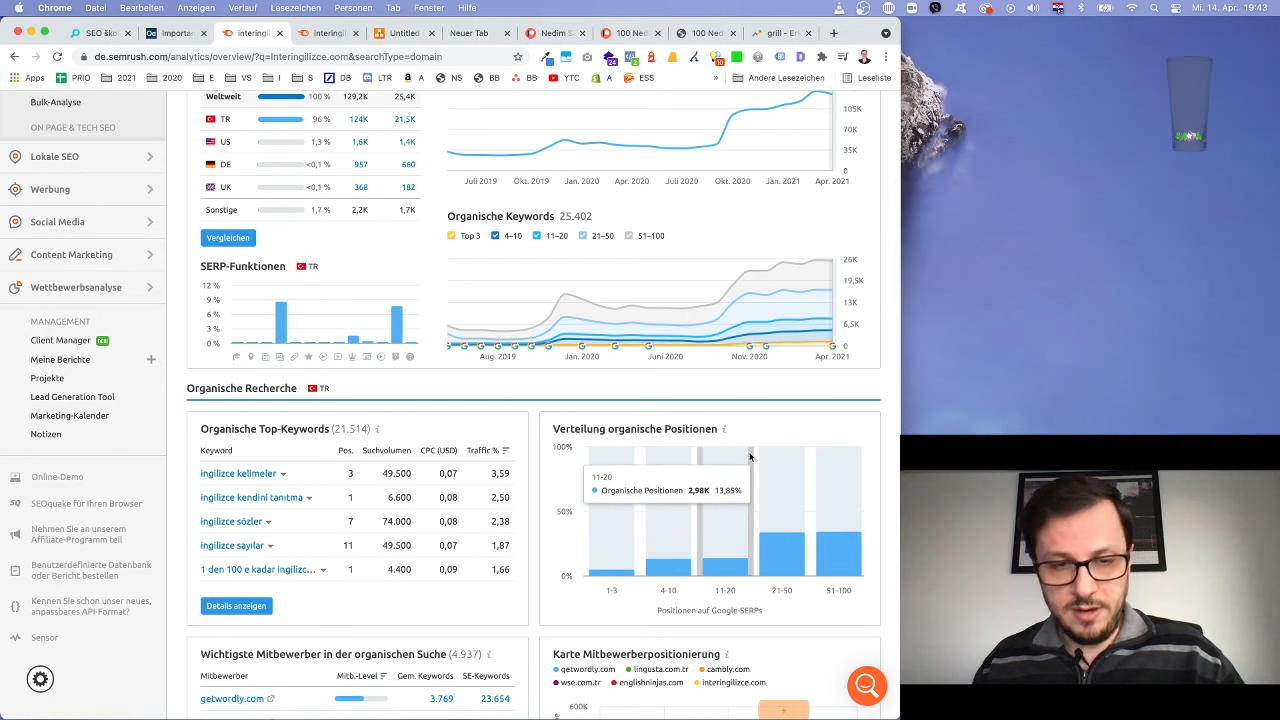 Chrome Datei Bearbeiten Ansicht Verlauf Lesezeichen Personen Tab Fenster Hilfe Mi. 14. Apr. 19:43
SEO škol importan interingi interingi Untitled Neuer Tab Nedim S 100 Ned 100 Ned grill - Er
de.semrush.com/analytics/overview/?q=Interingilizce.com&searchType=domain
Apps PRIO 2021 2020 E VS I DB LTR A NS BB YTC A ESS » Andere Lesezeichen Leseliste
Bulk-Analyse
ON PAGE & TECH SEO
Lokale SEO
Werbung
Social Media
Content Marketing
Wettbewerbsanalyse
MANAGEMENT
Client Manager neu
Meine Berichte
Projekte
Lead Generation Tool
Marketing-Kalender
Notizen
Online-Demo
SEOquake für Ihren Browser
Nehmen Sie an unserem
Affiliate-Programm teil
Benutzerdefinierte Datenbank
oder Bericht bestellen
Kennen Sie schon unser neues,
anpassbares API-Format?
Sensor
Weltweit 100 % 129,2K 25,4K
TR 96 % 124K 21,5K
US 1,3 % 1,6K 1,4K
DE <0,1 % 957 660
UK <0,1 % 368 182
Sonstige 1,7 % 2,2K 1,7K
Vergleichen
105K
70K
35K
0
Juli 2019 Okt. 2019 Jan. 2020 Apr. 2020 Juli 2020 Okt. 2020 Jan. 2021 Apr. 2021
Organische Keywords 25.402
Top 3 4–10 11–20 21–50 51–100
26K
19,5K
13K
6,5K
0
Aug. 2019 Jan. 2020 Juni 2020 Nov. 2020 Apr. 2021
SERP-Funktionen TR
12 %
9 %
6 %
3 %
0 %
Organische Recherche TR
Organische Top-Keywords (21.514)
Keyword Pos. Suchvolumen CPC (USD) Traffic %
ingilizce kelimeler 3 49.500 0,07 3,59
ingilizce kendini tanıtma 1 6.600 0,08 2,50
ingilizce sözler 7 74.000 0,08 2,38
ingilizce sayılar 11 49.500 0,07 1,87
1 den 100 e kadar ingilizc... 1 4.400 0,09 1,66
Details anzeigen
Verteilung organische Positionen
100%
50%
0%
11-20
Organische Positionen 2,98K 13,85%
1-3 4-10 11-20 21-50 51-100
Positionen auf Google-SERPs
Wichtigste Mitbewerber in der organischen Suche (4.937)
Mitbewerber Mitb.-Level Gem. Keywords SE-Keywords
getwordly.com 3.769 23.654
Karte Mitbewerberpositionierung
getwordly.com lingusta.com.tr cambly.com
wse.com.tr englishninjas.com interingilizce.com
600K